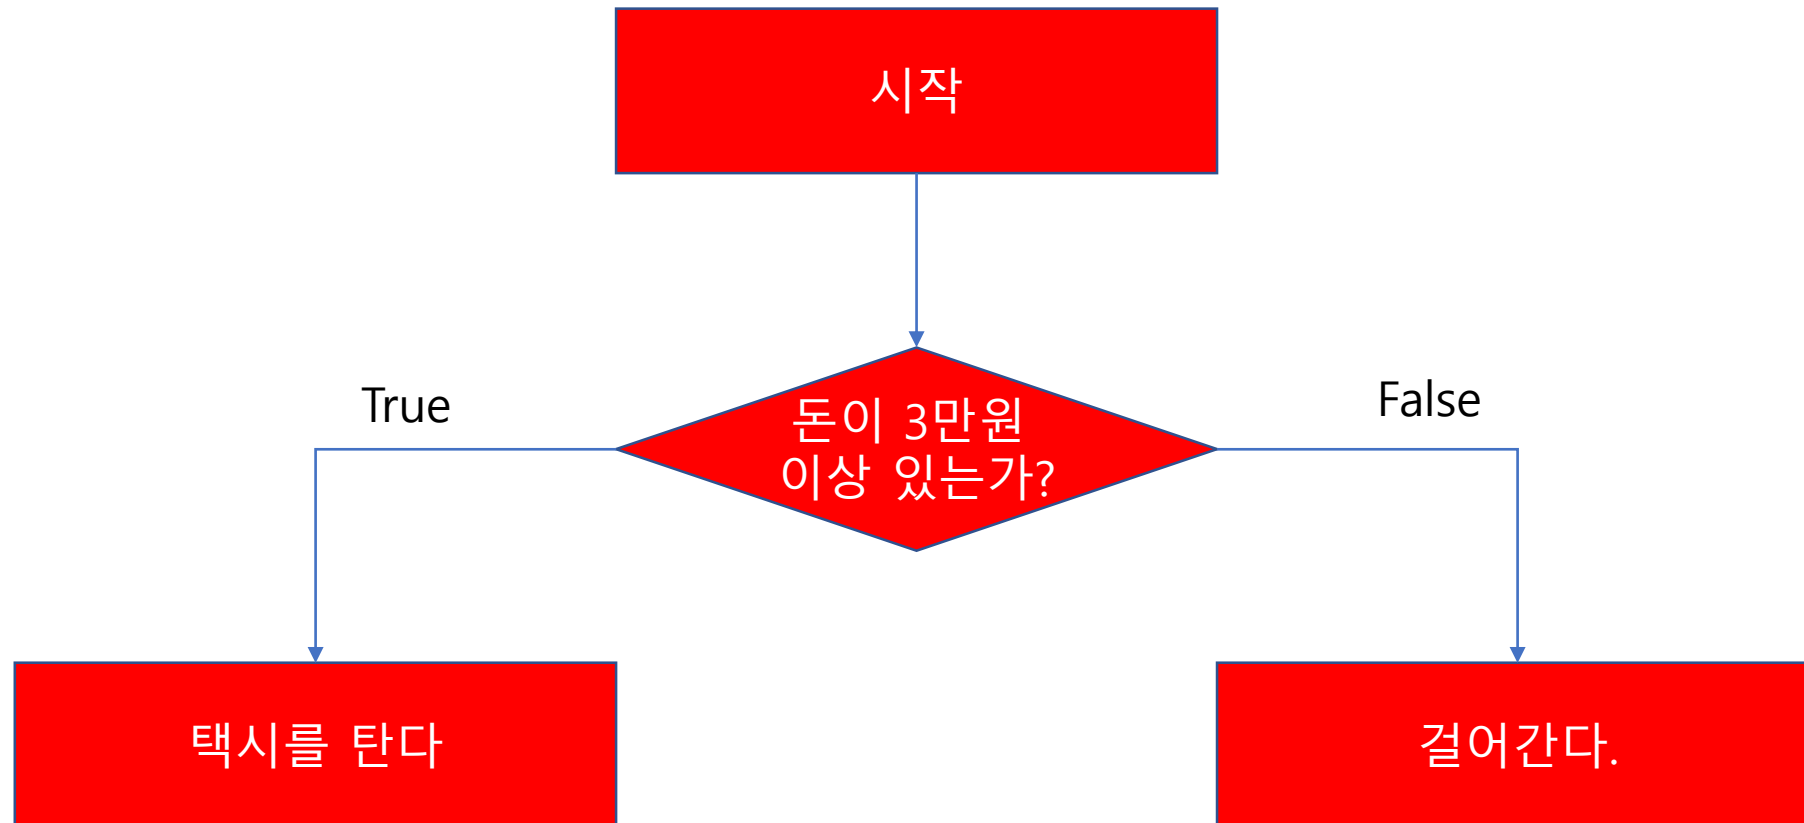 시작
True
False
돈이 3만원
이상 있는가?
택시를 탄다
걸어간다.